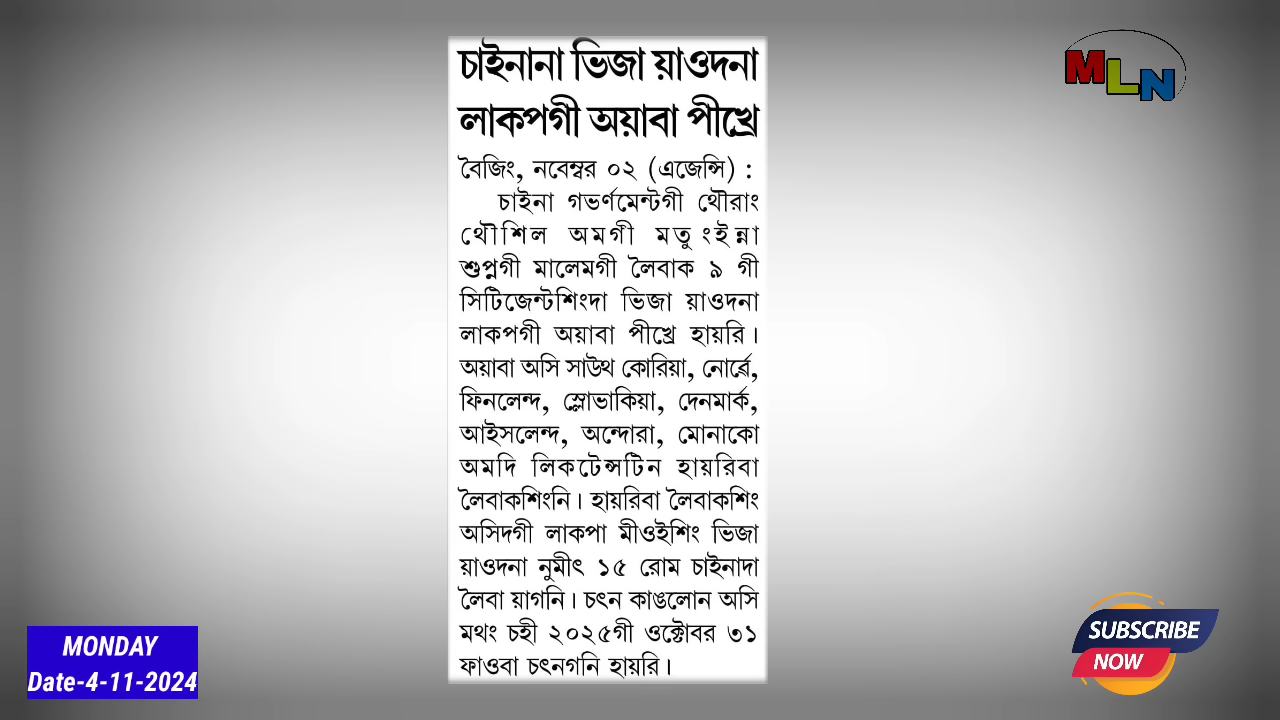 চাইনানা ভিজা য়াওদনা
লাকপগী অয়াবা পীখ্রে
বৈজিং, নবেম্বর ০২ (এজেন্সি) :
চাইনা গভর্ণমেন্টগী থৌরাং
থৌশিল অমগী মতুংইন্না
শুপ্নগী মালেমগী লৈবাক ৯ গী
সিটিজেন্টশিংদা ভিজা য়াওদনা
লাকপগী অয়াবা পীখ্রে হায়রি।
অয়াবা অসি সাউথ কোরিয়া, নোর্ৱে,
ফিনলেন্দ, স্লোভাকিয়া, দেনমার্ক,
আইসলেন্দ, অন্দোরা, মোনাকো
অমদি লিকটেন্সটিন হায়রিবা
লৈবাকশিংনি। হায়রিবা লৈবাকশিং
অসিদগী লাকপা মীওইশিং ভিজা
য়াওদনা নুমীৎ ১৫ রোম চাইনাদা
লৈবা য়াগনি। চৎন কাঙলোন অসি
মথং চহী ২০২৫গী ওক্টোবর ৩১
ফাওবা চৎনগনি হায়রি।
MLN
MONDAY
Date-4-11-2024
SUBSCRIBE
NOW